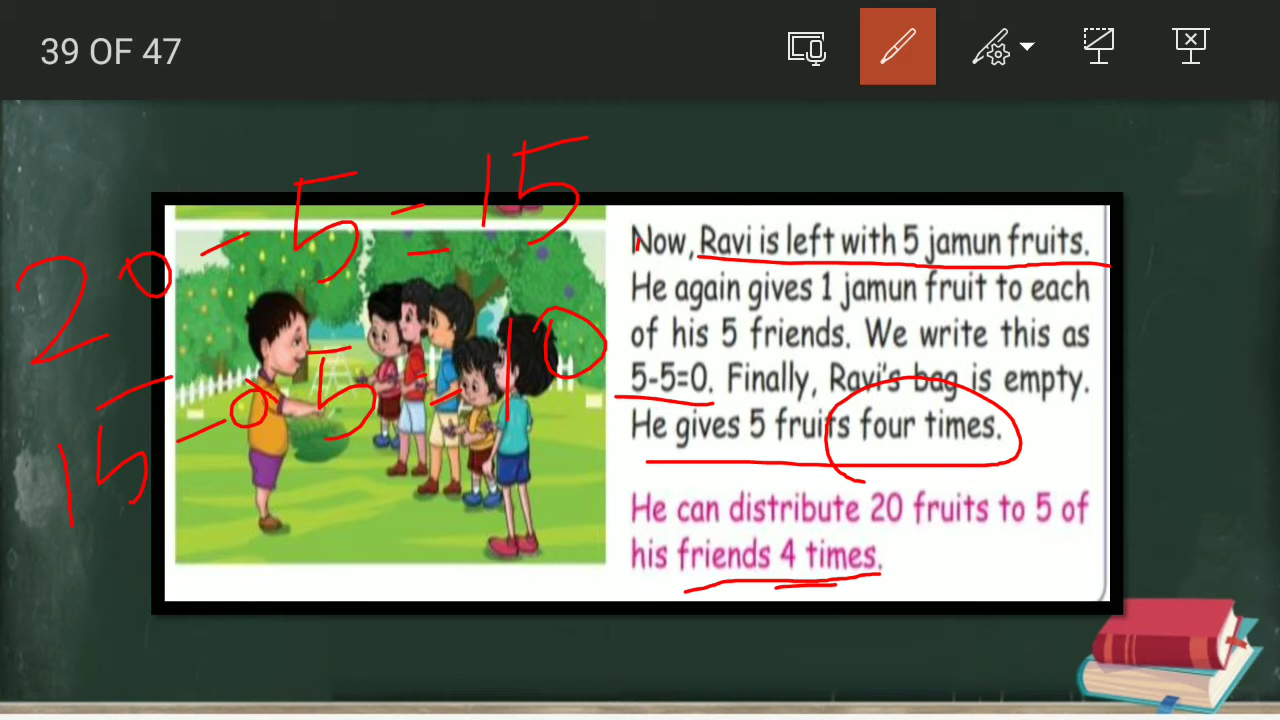 39 OF 47
20 - 5 = 15
15 - 5 = 10
Now, Ravi is left with 5 jamun fruits.
He again gives 1 jamun fruit to each
of his 5 friends. We write this as
5-5=0. Finally, Ravi's bag is empty.
He gives 5 fruits four times.
He can distribute 20 fruits to 5 of
his friends 4 times.